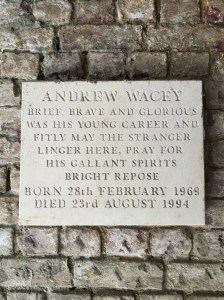 ANDREW WACEY
BRIEF, BRAVE AND GLORIOUS
WAS HIS YOUNG CAREER AND
FITLY MAY THE STRANGER
LINGER HERE, PRAY FOR
HIS GALLANT SPIRITS
BRIGHT REPOSE
BORN 28th FEBRUARY 1969
DIED 23rd AUGUST 1994